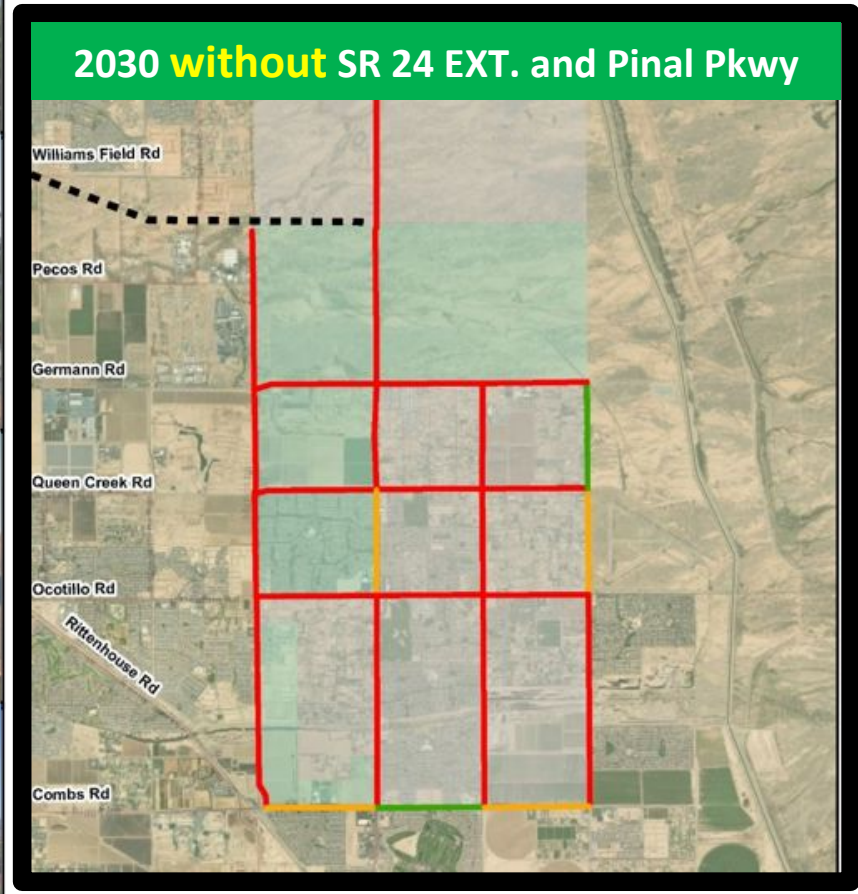 2030 without SR 24 EXT. and Pinal Pkwy
Williams Field Rd
Pecos Rd
Germann Rd
Queen Creek Rd
Ocotillo Rd
Rittenhouse Rd
Combs Rd